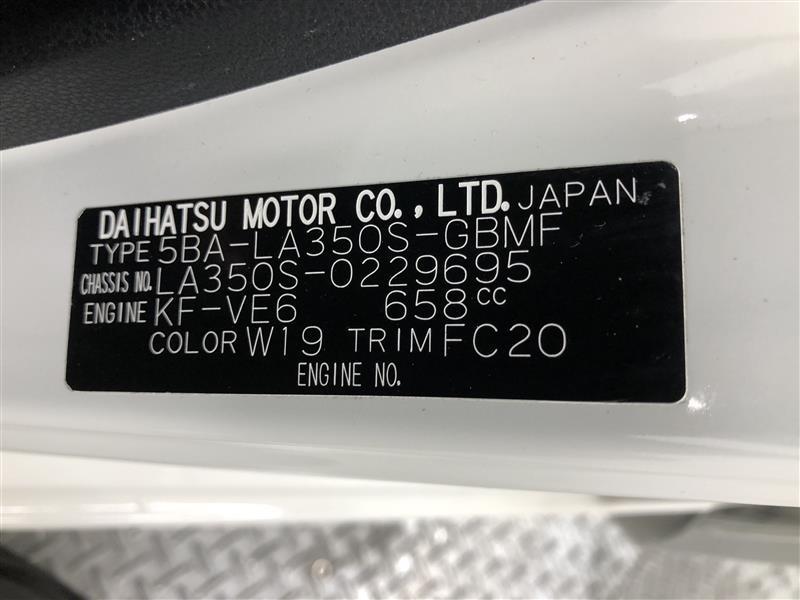 DAIHATSU MOTOR CO., LTD. JAPAN
TYPE 5BA-LA350S-GBMF
CHASSIS NO. LA350S-0229695
ENGINE KF-VE6 658cc
COLOR W19 TRIM FC20
ENGINE NO.